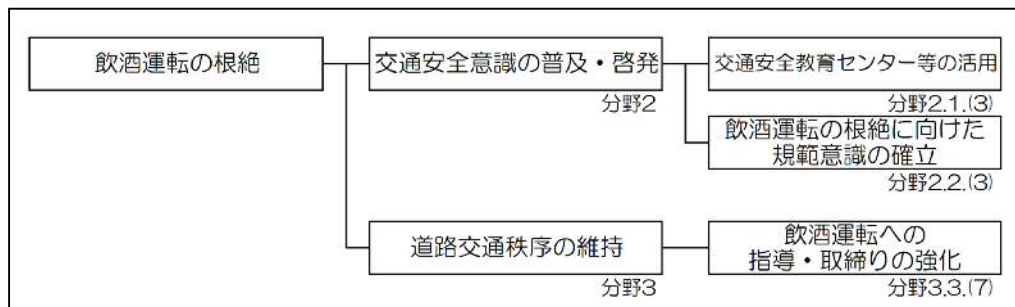 飲酒運転の根絶
交通安全意識の普及・啓発
分野2
交通安全教育センター等の活用
分野2.1.(3)
飲酒運転の根絶に向けた
規範意識の確立
分野2.2.(3)
道路交通秩序の維持
分野3
飲酒運転への
指導・取締りの強化
分野3.3.(7)